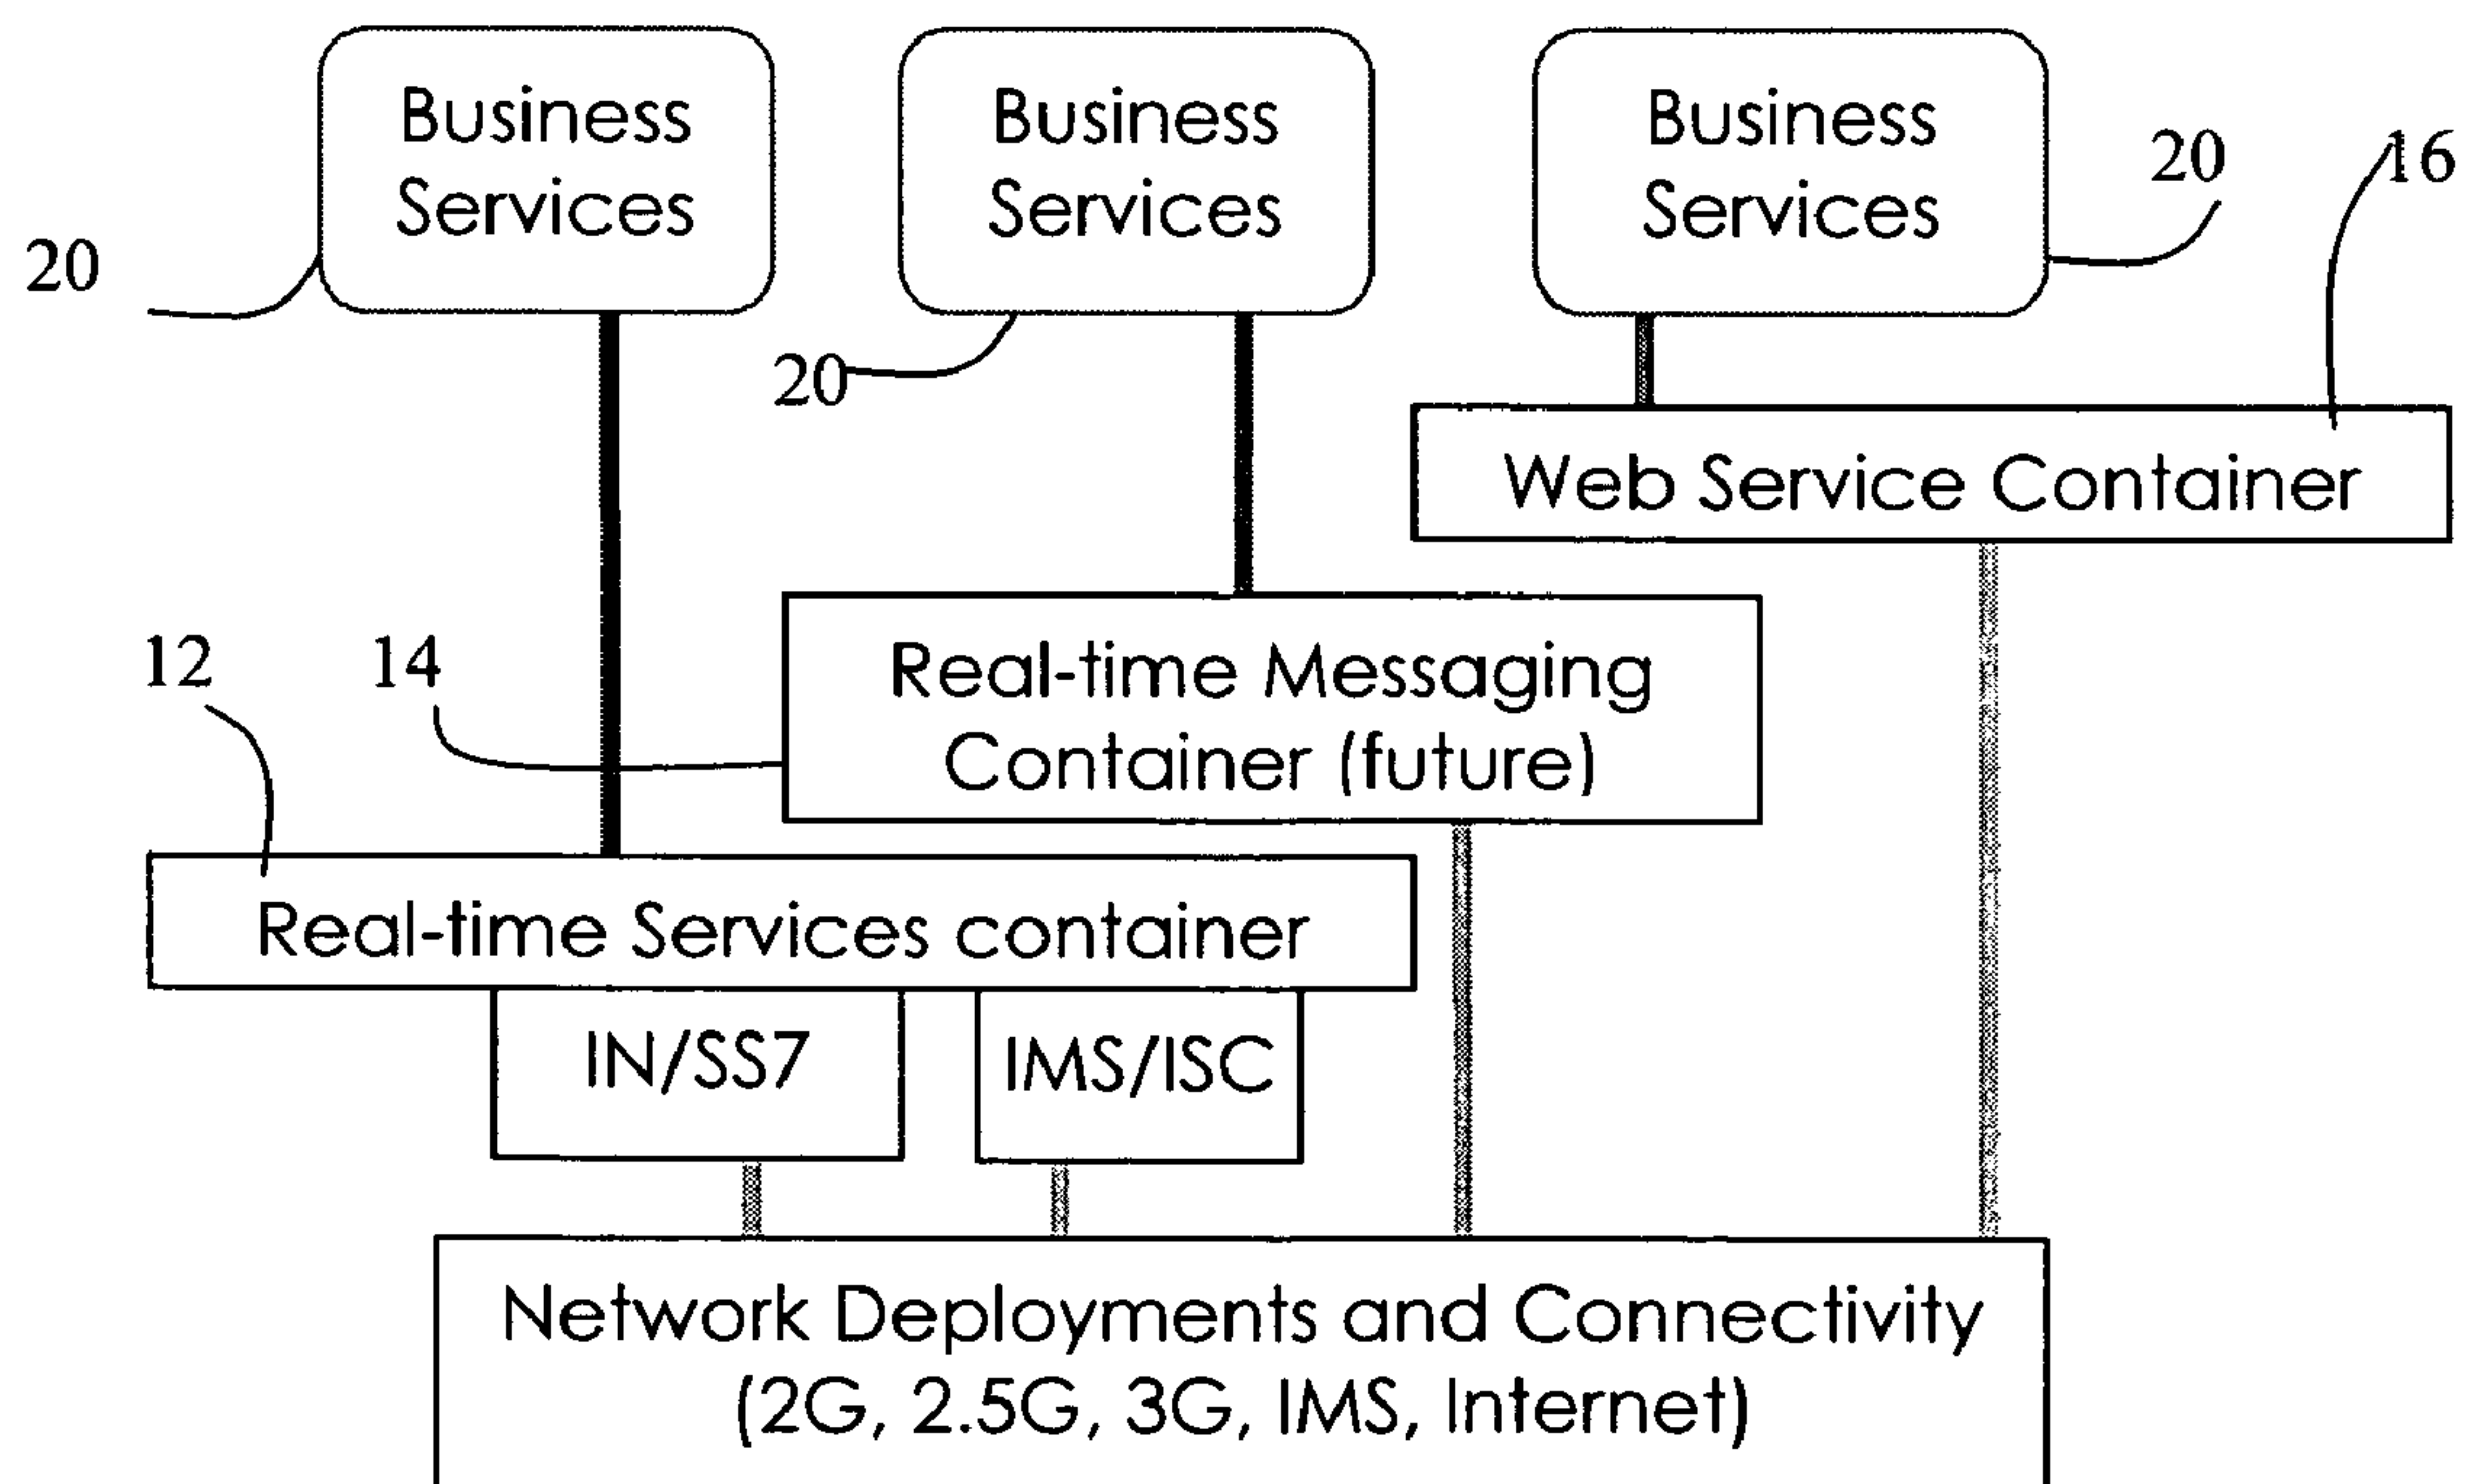 Business
Services
Business
Services
Business
Services
20
16
20
20
Web Service Container
12
14
Real-time Messaging
Container (future)
Real-time Services container
IN/SS7
IMS/ISC
Network Deployments and Connectivity
(2G, 2.5G, 3G, IMS, Internet)